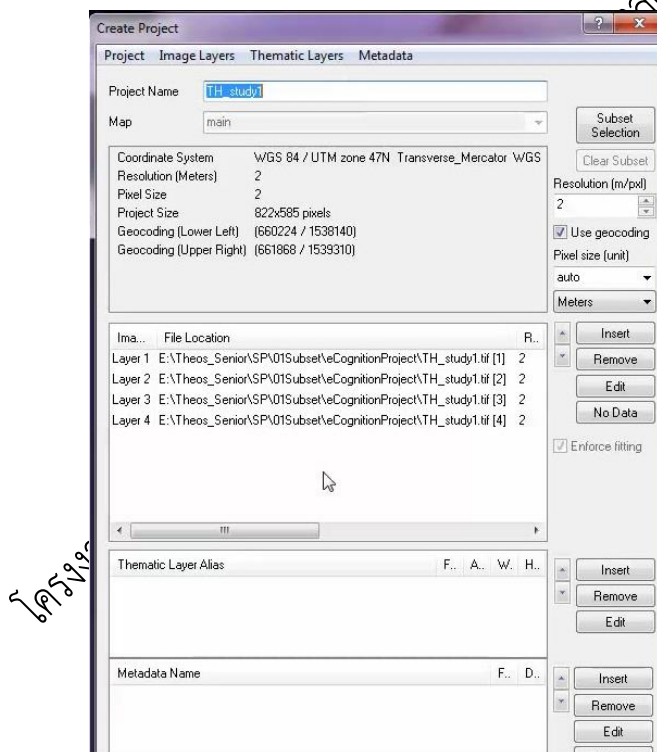 Create Project
Project Image Layers Thematic Layers Metadata
Project Name TH_study1
Map main
Subset Selection
Clear Subset
Coordinate System WGS 84 / UTM zone 47N Transverse_Mercator WGS
Resolution (Meters) 2
Pixel Size 2
Project Size 822x585 pixels
Geocoding (Lower Left) (660224 / 1538140)
Geocoding (Upper Right) (661868 / 1539310)
Resolution (m/pxl)
2
Use geocoding
Pixel size (unit)
auto
Meters
Ima... File Location R..
Layer 1 E:\Theos_Senior\SP\01Subset\eCognitionProject\TH_study1.tif [1] 2
Layer 2 E:\Theos_Senior\SP\01Subset\eCognitionProject\TH_study1.tif [2] 2
Layer 3 E:\Theos_Senior\SP\01Subset\eCognitionProject\TH_study1.tif [3] 2
Layer 4 E:\Theos_Senior\SP\01Subset\eCognitionProject\TH_study1.tif [4] 2
Insert
Remove
Edit
No Data
Enforce fitting
Thematic Layer Alias F.. A.. W. H..
Insert
Remove
Edit
Metadata Name F.. D..
Insert
Remove
Edit